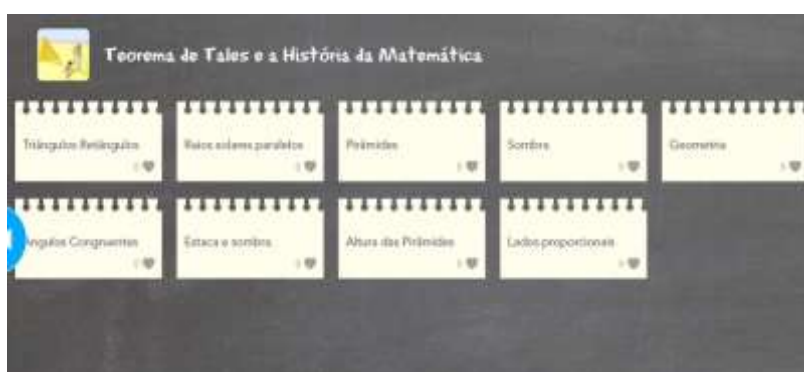 Teorema de Tales e a História da Matemática
Triângulos Retângulos
Raios solares paralelos
Pirâmides
Sombra
Geometria
Angulos Congruentes
Estaca e sombra
Altura das Pirâmides
Lados proporcionais